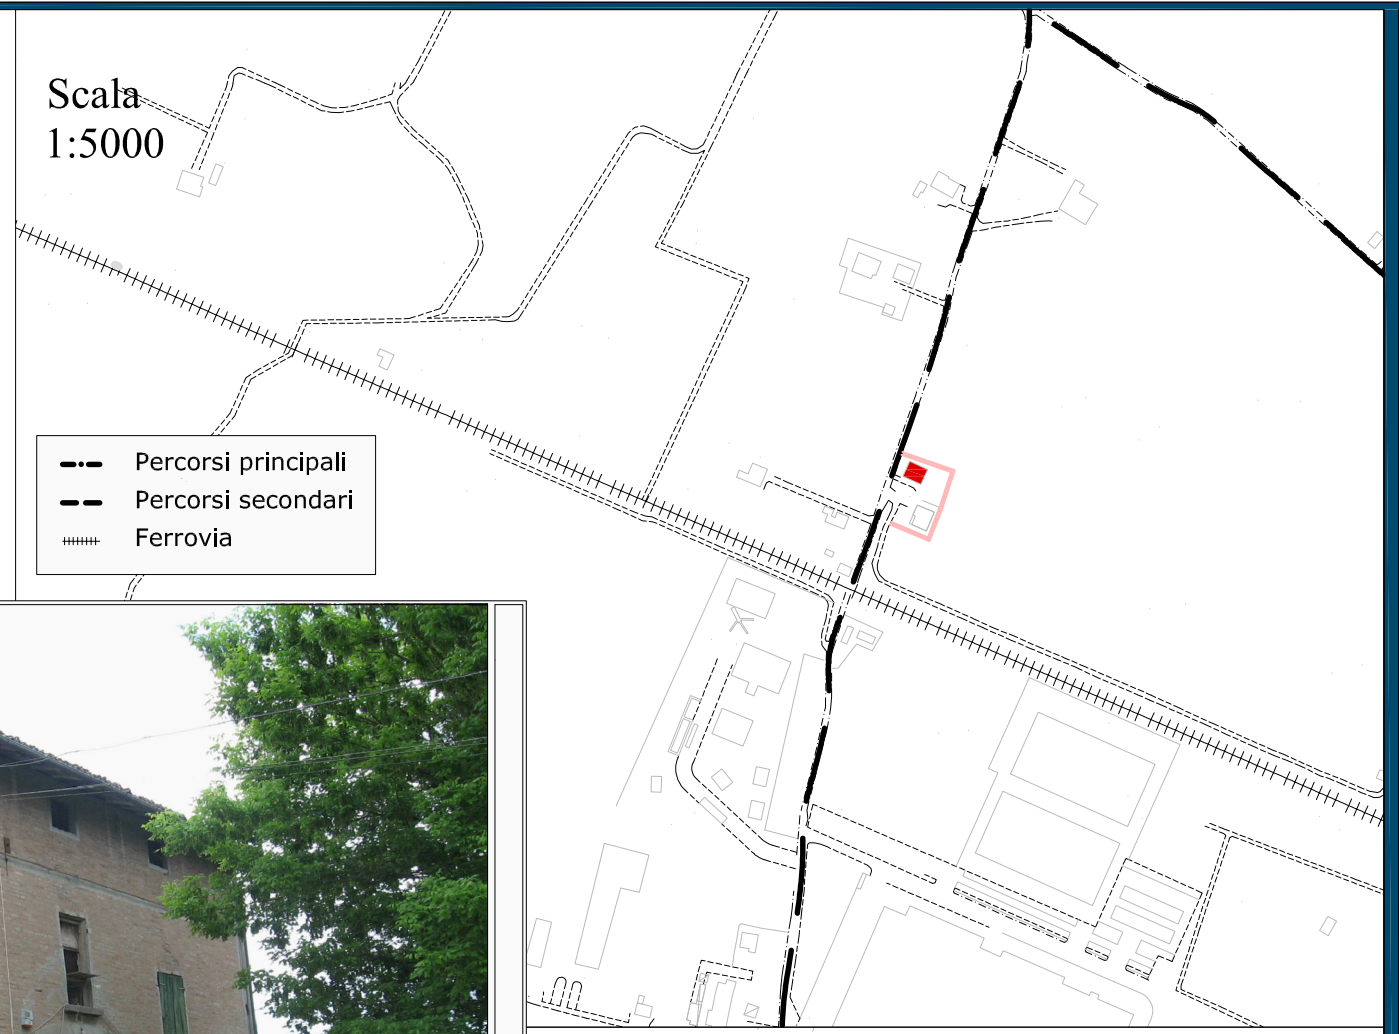 Scala
1:5000
Percorsi principali
Percorsi secondari
Ferrovia